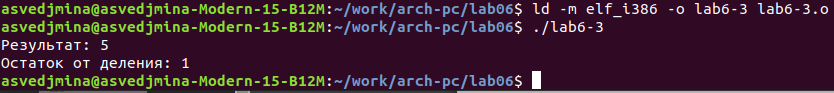 asvedjmina@asvedjmina-Modern-15-B12M:~/work/arch-pc/lab06$ ld -m elf_i386 -o lab6-3 lab6-3.o
asvedjmina@asvedjmina-Modern-15-B12M:~/work/arch-pc/lab06$ ./lab6-3
Результат: 5
Остаток от деления: 1
asvedjmina@asvedjmina-Modern-15-B12M:~/work/arch-pc/lab06$